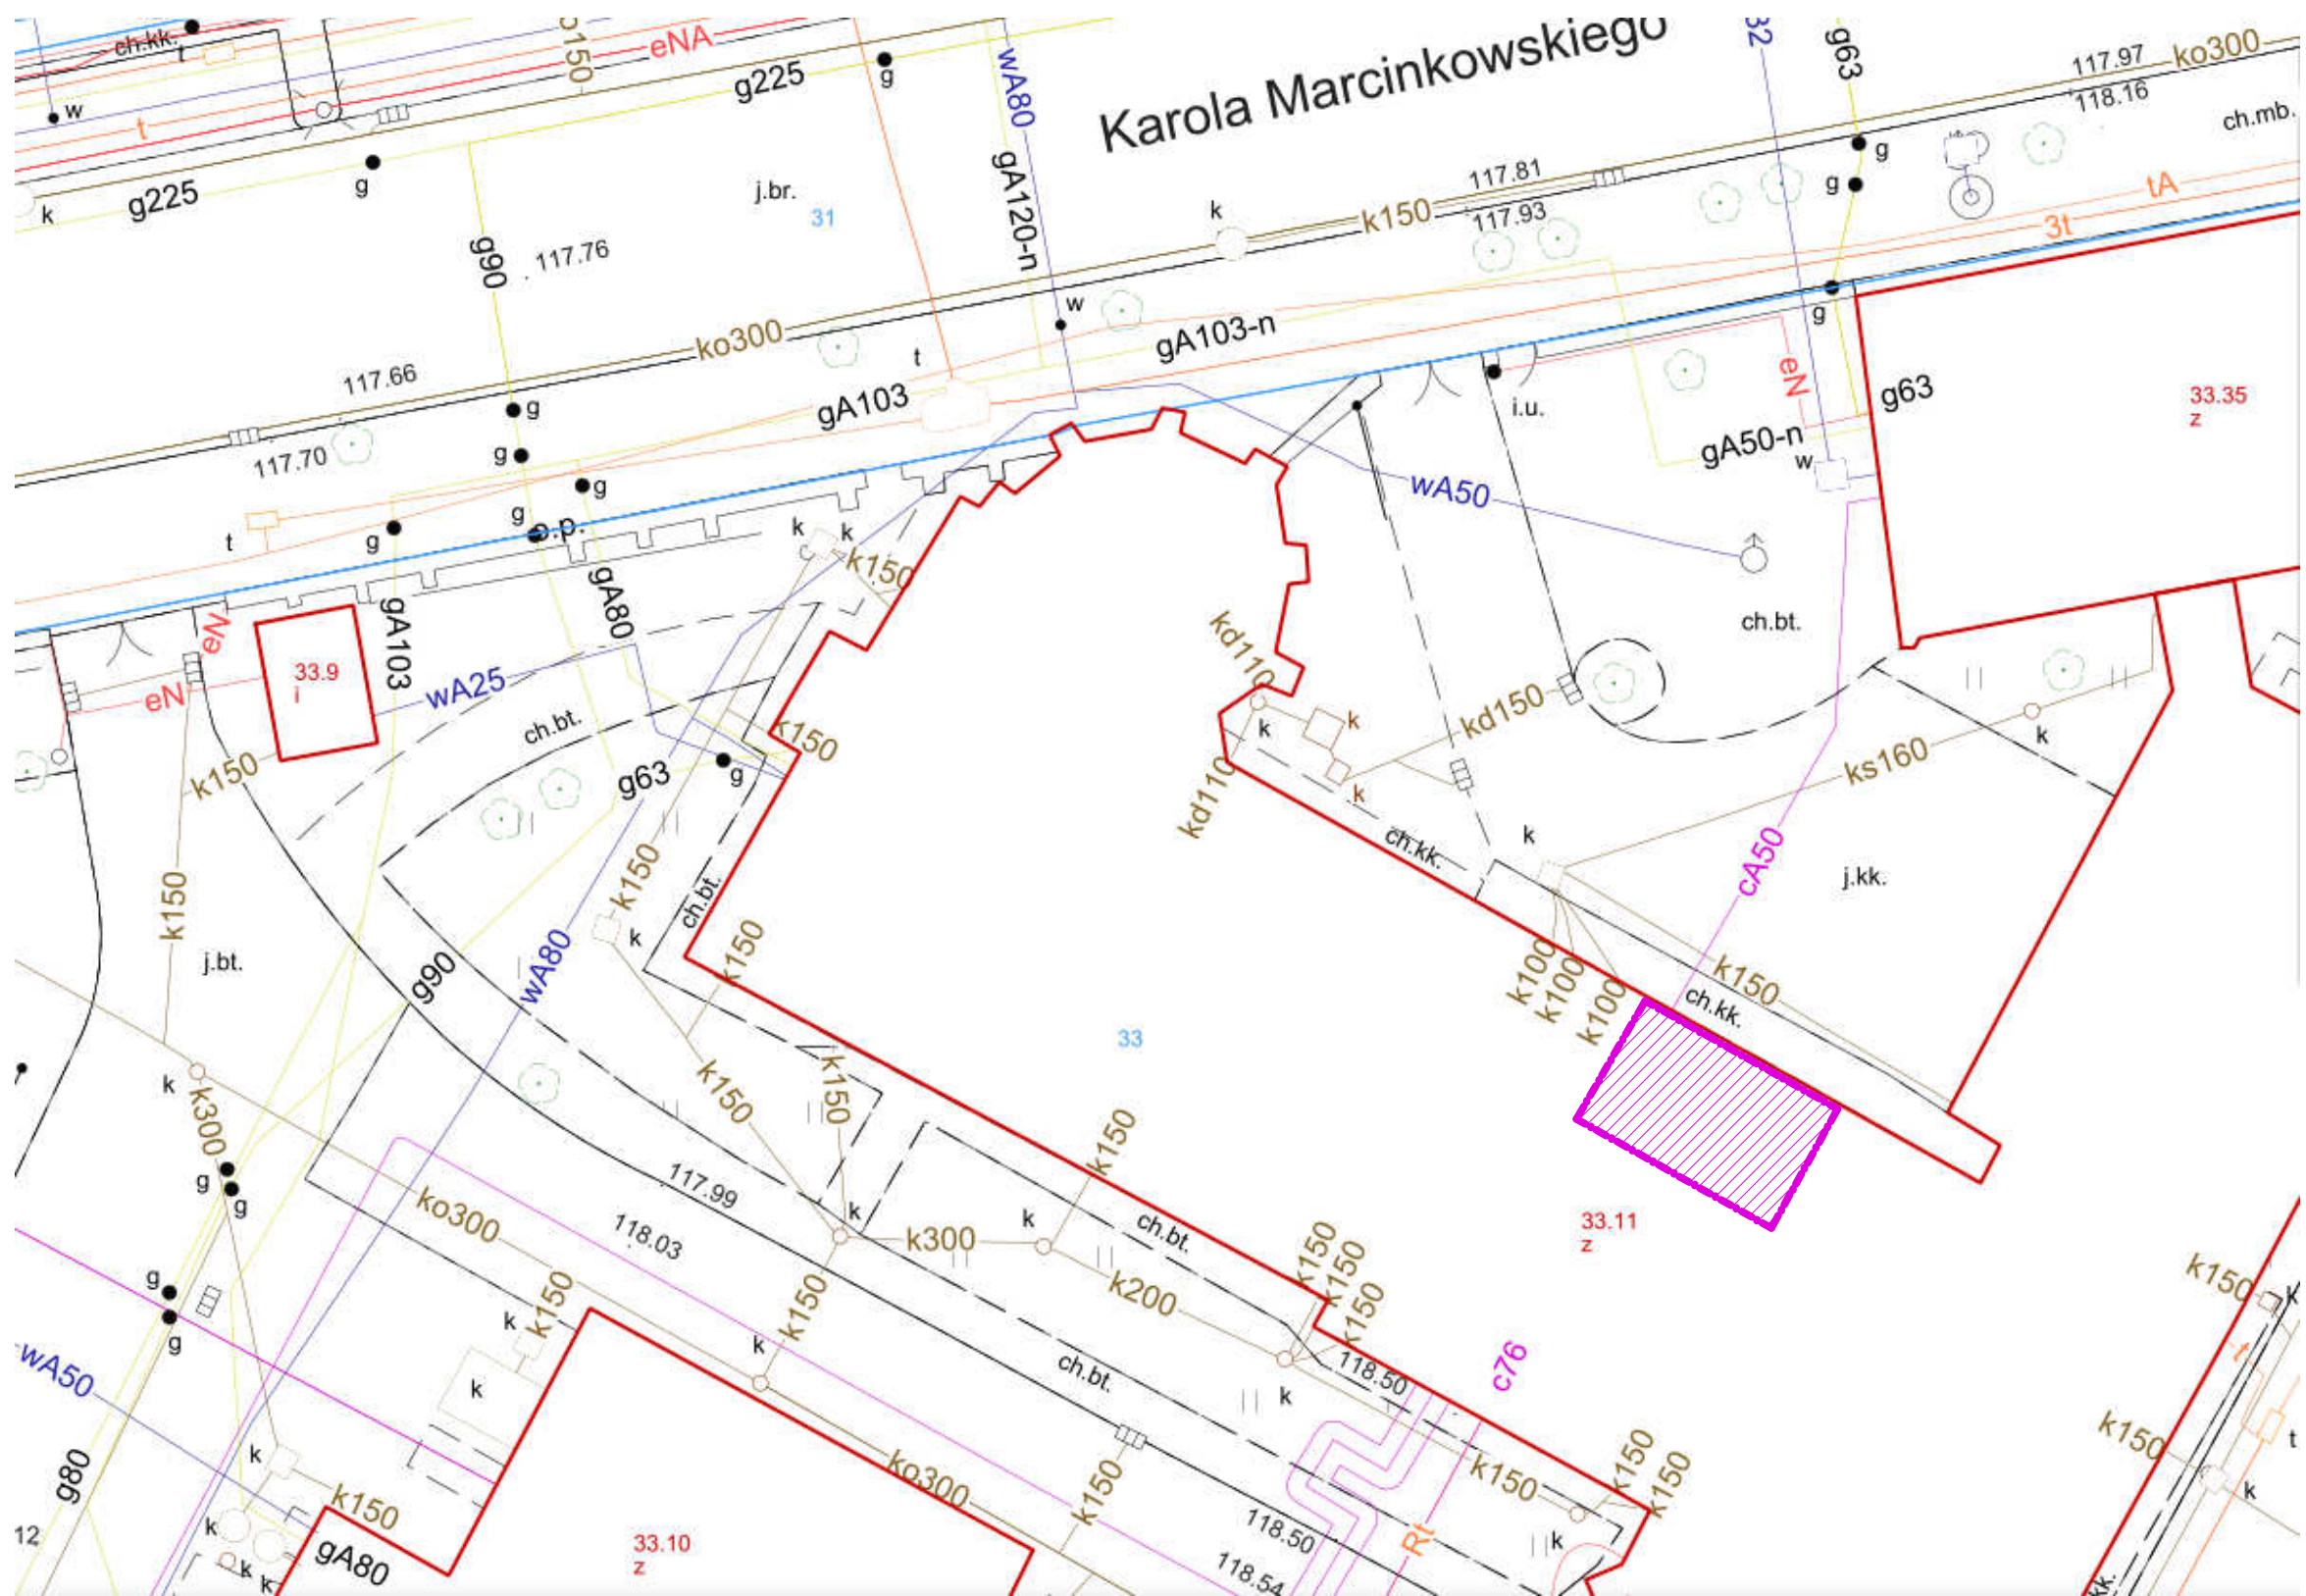 ch.kk.
t
o150
eNA
g225
g
wA80
Karola Marcinkowskiego
32
g63
117.97
ko300
118.16
ch.mb.
w
t
g
g225
k
j.br.
31
gA120-n
g
g
117.81
k
k150
117.93
tA
3t
g90
117.76
w
g
ko300
t
gA103-n
117.66
gA103
g
i.u.
eN
g63
33.35
z
117.70
g
g
gA50-n
w
wA50
t
g
g
o.p.
k
k
k150
gA103
gA80
eN
33.9
i
eN
wA25
kd110
ch.bt.
ch.bt.
k150
k
k
kd150
k
k150
g63
g
kd110
k
ks160
k150
ch.kk.
k
cA50
j.kk.
k150
ch.bt.
k
k150
j.bt.
g90
wA80
k100
k100
k100
k150
ch.kk.
33
k
k300
k150
k150
k150
g
g
117.99
ko300
118.03
k
k300
k
ch.bt.
33.11
z
k150
k150
k150
k150
k
g
g
k150
k
k150
k
k200
wA50
k
ch.bt.
118.50
k
c76
t
k150
t
k
g80
k
k150
ko300
k150
k150
k150
k150
12
k
k
k
gA80
33.10
z
118.50
118.54
Rt
k
kk.